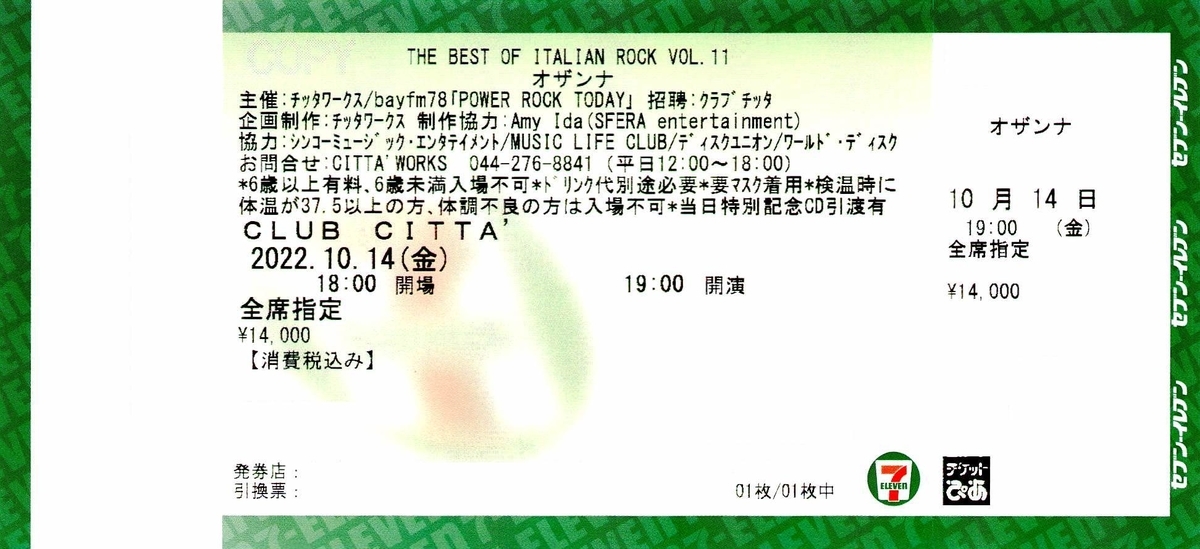 COPY
THE BEST OF ITALIAN ROCK VOL.11
オザンナ
主催:ﾁｯﾀﾜｰｸｽ/bayfm78｢POWER ROCK TODAY｣ 招聘:ｸﾗﾌﾞﾁｯﾀ
企画制作:ﾁｯﾀﾜｰｸｽ 制作協力:Amy Ida(SFERA entertainment)
協力:ｼﾝｺｰﾐｭｰｼﾞｯｸ･ｴﾝﾀﾃｲﾒﾝﾄ/MUSIC LIFE CLUB/ﾃﾞｨｽｸﾕﾆｵﾝ/ﾜｰﾙﾄﾞ･ﾃﾞｨｽｸ
お問合せ:CITTA'WORKS 044-276-8841 (平日12:00～18:00)
*6歳以上有料､6歳未満入場不可*ﾄﾞﾘﾝｸ代別途必要*要ﾏｽｸ着用*検温時に
体温が37.5以上の方､体調不良の方は入場不可*当日特別記念CD引渡有
ＣＬＵＢ　ＣＩＴＴＡ’
2022.10.14(金)
18:00 開場 19:00 開演
全席指定
¥14,000
【消費税込み】
発券店:
引換票:
01枚/01枚中
7 ELEVEN
チケットぴあ
オザンナ
10 月 14 日
19:00 (金)
全席指定
¥14,000
セブン-イレブン
セブン-イレブン
セブン-イレブン